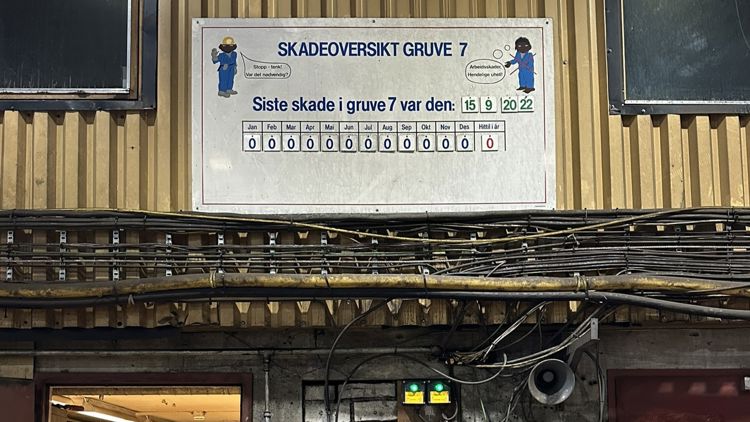 SKADEOVERSIKT GRUVE 7
Stopp - tenk!
Var det nødvendig?
Arbeidsskader,
Hendelige uhell?
Siste skade i gruve 7 var den: 15 9 20 22
Jan Feb Mar Apr Mai Jun Jul Aug Sep Okt Nov Des Hittil i år
0 0 0 0 0 0 0 0 0 0 0 0 0